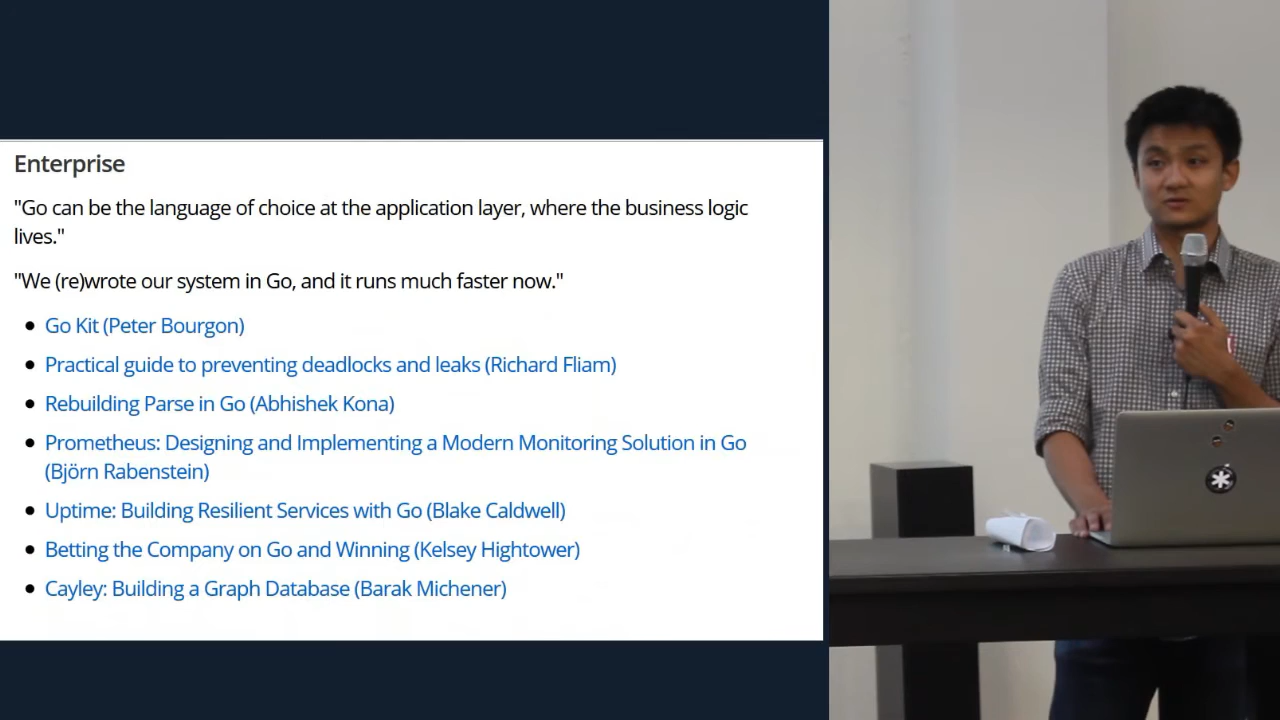 Enterprise
"Go can be the language of choice at the application layer, where the business logic
lives."
"We (re)wrote our system in Go, and it runs much faster now."
Go Kit (Peter Bourgon)
Practical guide to preventing deadlocks and leaks (Richard Fliam)
Rebuilding Parse in Go (Abhishek Kona)
Prometheus: Designing and Implementing a Modern Monitoring Solution in Go
(Björn Rabenstein)
Uptime: Building Resilient Services with Go (Blake Caldwell)
Betting the Company on Go and Winning (Kelsey Hightower)
Cayley: Building a Graph Database (Barak Michener)